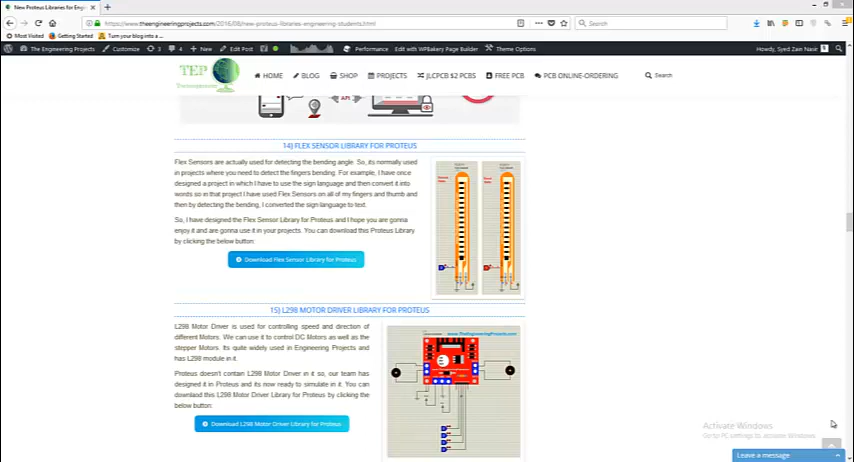 New Proteus Libraries for Eng
https://www.theengineeringprojects.com/2016/08/new-proteus-libraries-engineering-students.html
Search
Most Visited Getting Started Turn your blog into a ...
The Engineering Projects Customize 3 4 New Edit Post Performance Edit with WPBakery Page Builder Theme Options Howdy, Syed Zain Nasir
TEP
HOME BLOG SHOP PROJECTS JLCPCB $2 PCBS FREE PCB PCB ONLINE-ORDERING Search
API
14) FLEX SENSOR LIBRARY FOR PROTEUS
Flex Sensors are actually used for detecting the bending angle. So, its normally used
in projects where you need to detect the fingers bending. For example, I have once
designed a project in which I have to use the sign language and then convert it into
words so in that project I have used Flex Sensors on all of my fingers and thumb and
then by detecting the bending, I converted the sign language to text.
So, I have designed the Flex Sensor Library for Proteus and I hope you are gonna
enjoy it and are gonna use it in your projects. You can download this Proteus Library
by clicking the below button:
Download Flex Sensor Library for Proteus
15) L298 MOTOR DRIVER LIBRARY FOR PROTEUS
L298 Motor Driver is used for controlling speed and direction of
different Motors. We can use it to control DC Motors as well as the
stepper Motors. Its quite widely used in Engineering Projects and
has L298 module in it.
Proteus doesn't contain L298 Motor Driver in it so, our team has
designed it in Proteus and its now ready to simulate in it. You can
download this L298 Motor Driver Library for Proteus by clicking the
below button:
Download L298 Motor Driver Library for Proteus
www.TheEngineeringProjects.com
Activate Windows
Go to PC settings to activate Windows.
Leave a message